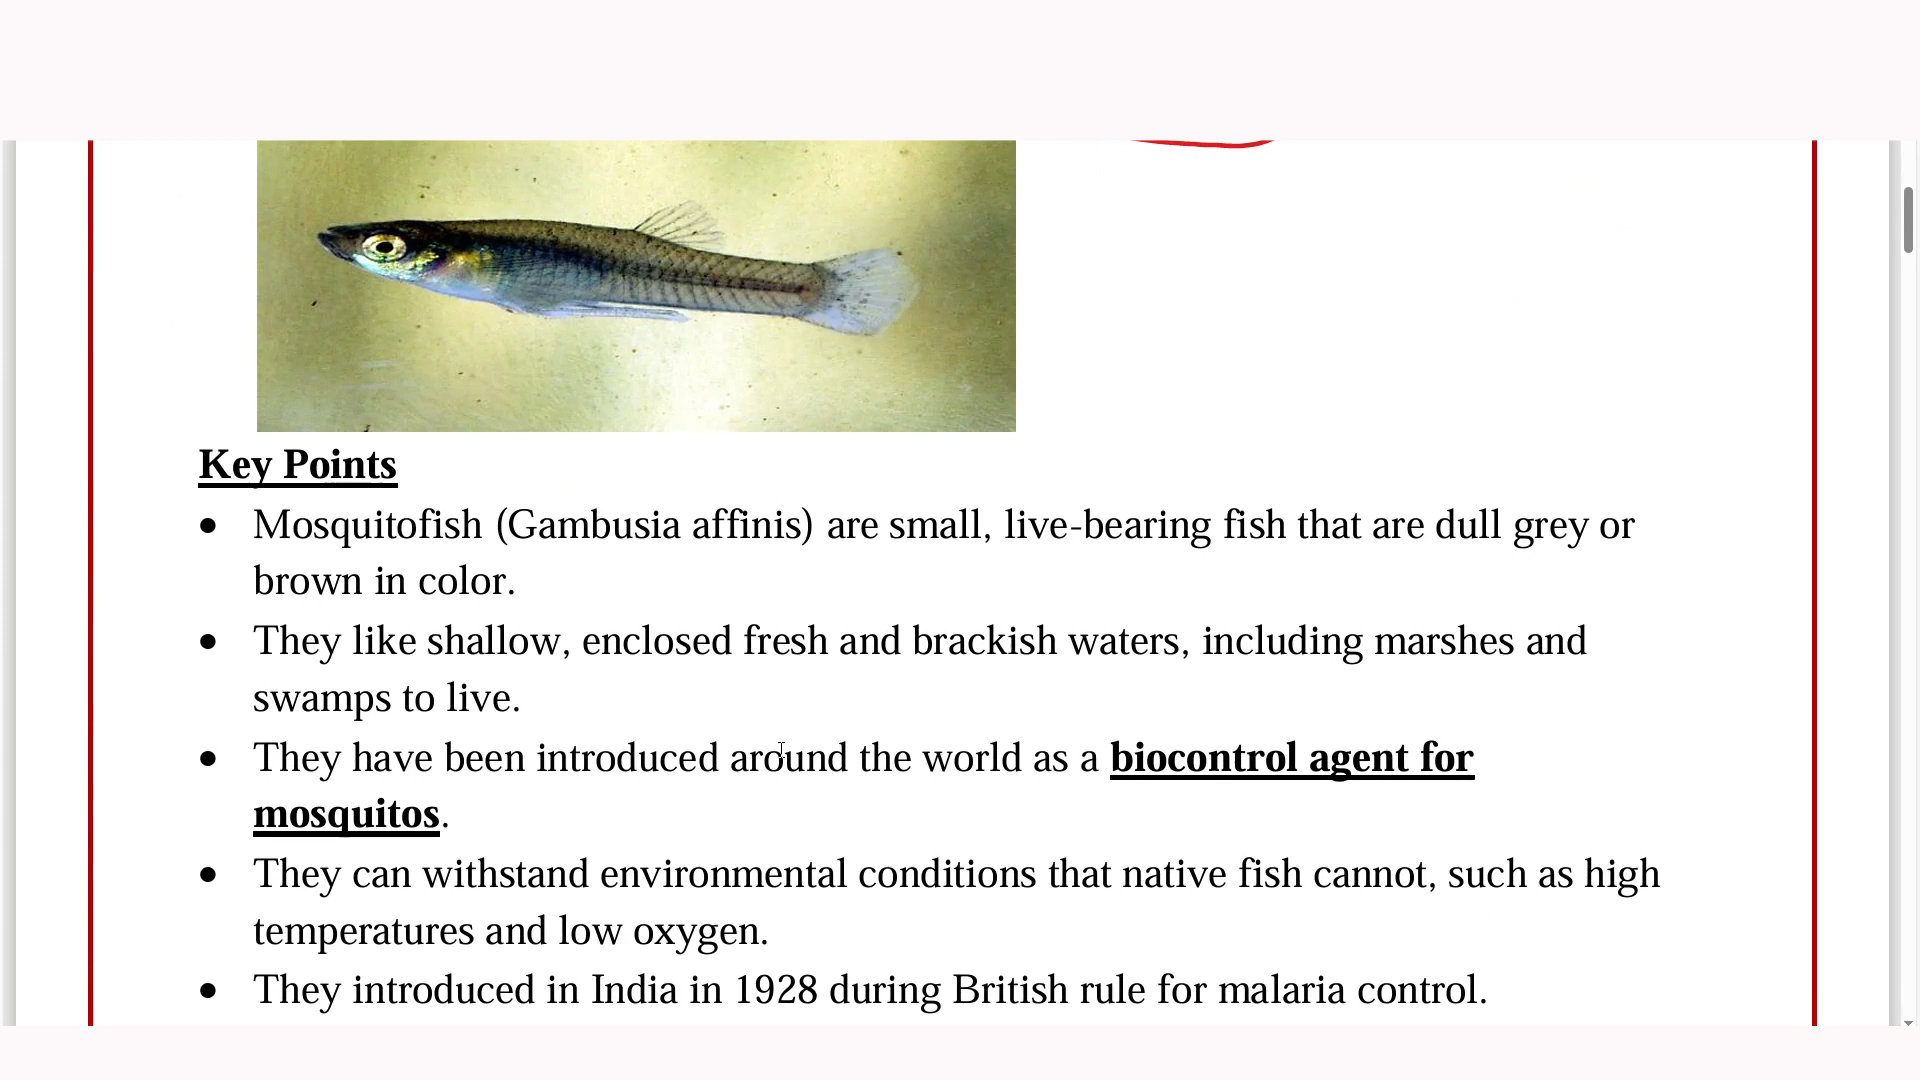 Key Points
• Mosquitofish (Gambusia affinis) are small, live-bearing fish that are dull grey or
brown in color.
• They like shallow, enclosed fresh and brackish waters, including marshes and
swamps to live.
• They have been introduced around the world as a biocontrol agent for
mosquitos.
• They can withstand environmental conditions that native fish cannot, such as high
temperatures and low oxygen.
• They introduced in India in 1928 during British rule for malaria control.